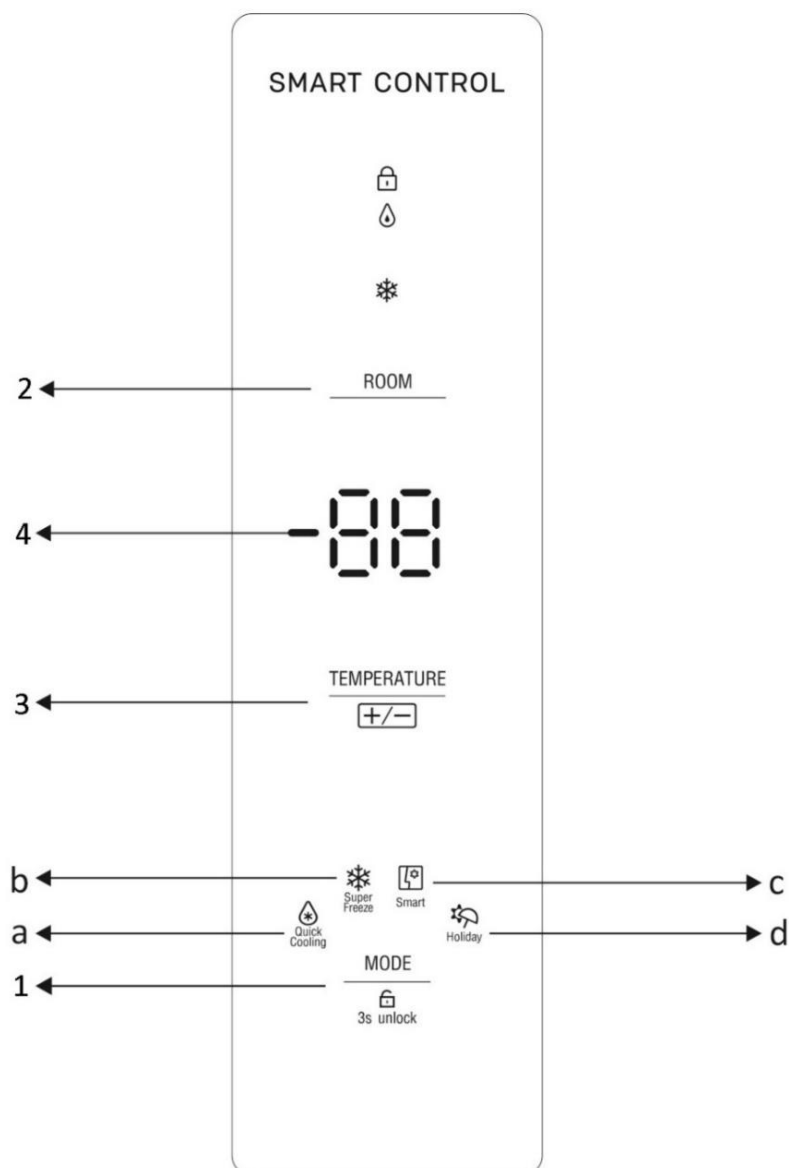 SMART CONTROL
2
ROOM
4
-88
3
TEMPERATURE
+/-
b
Super
Freeze
Smart
c
a
Quick
Cooling
Holiday
d
MODE
1
3s unlock